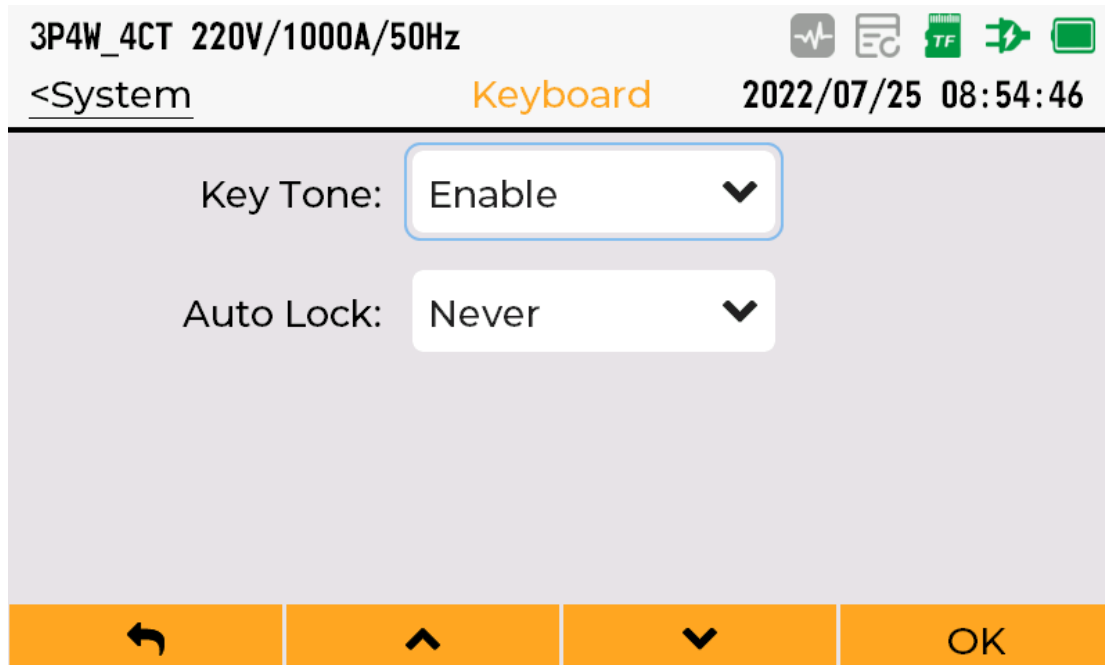 3P4W_4CT 220V/1000A/50Hz TF
<System Keyboard 2022/07/25 08:54:46
Key Tone: Enable
Auto Lock: Never
OK